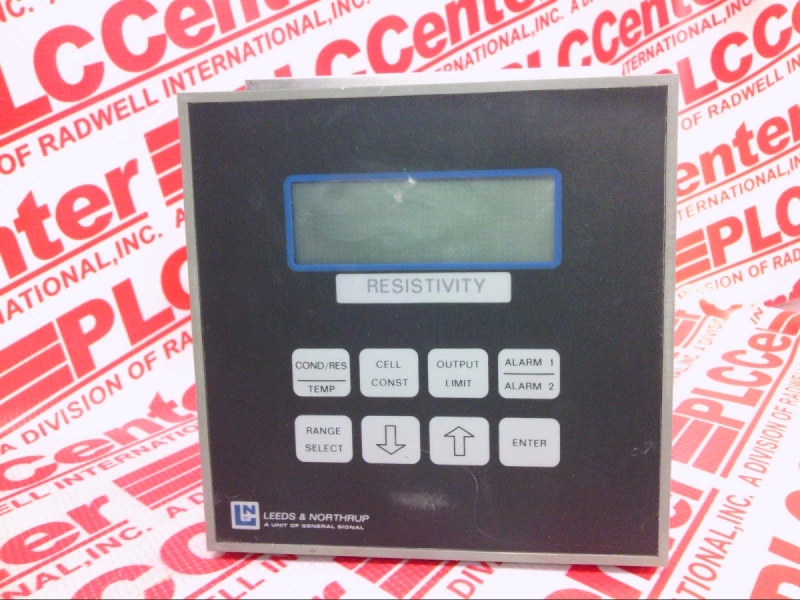 PLCCenter
A DIVISION OF RADWELL INTERNATIONAL, INC.
RESISTIVITY
COND/RES
TEMP
CELL
CONST
OUTPUT
LIMIT
ALARM 1
ALARM 2
RANGE
SELECT
ENTER
LN
LEEDS & NORTHRUP
A UNIT OF GENERAL SIGNAL